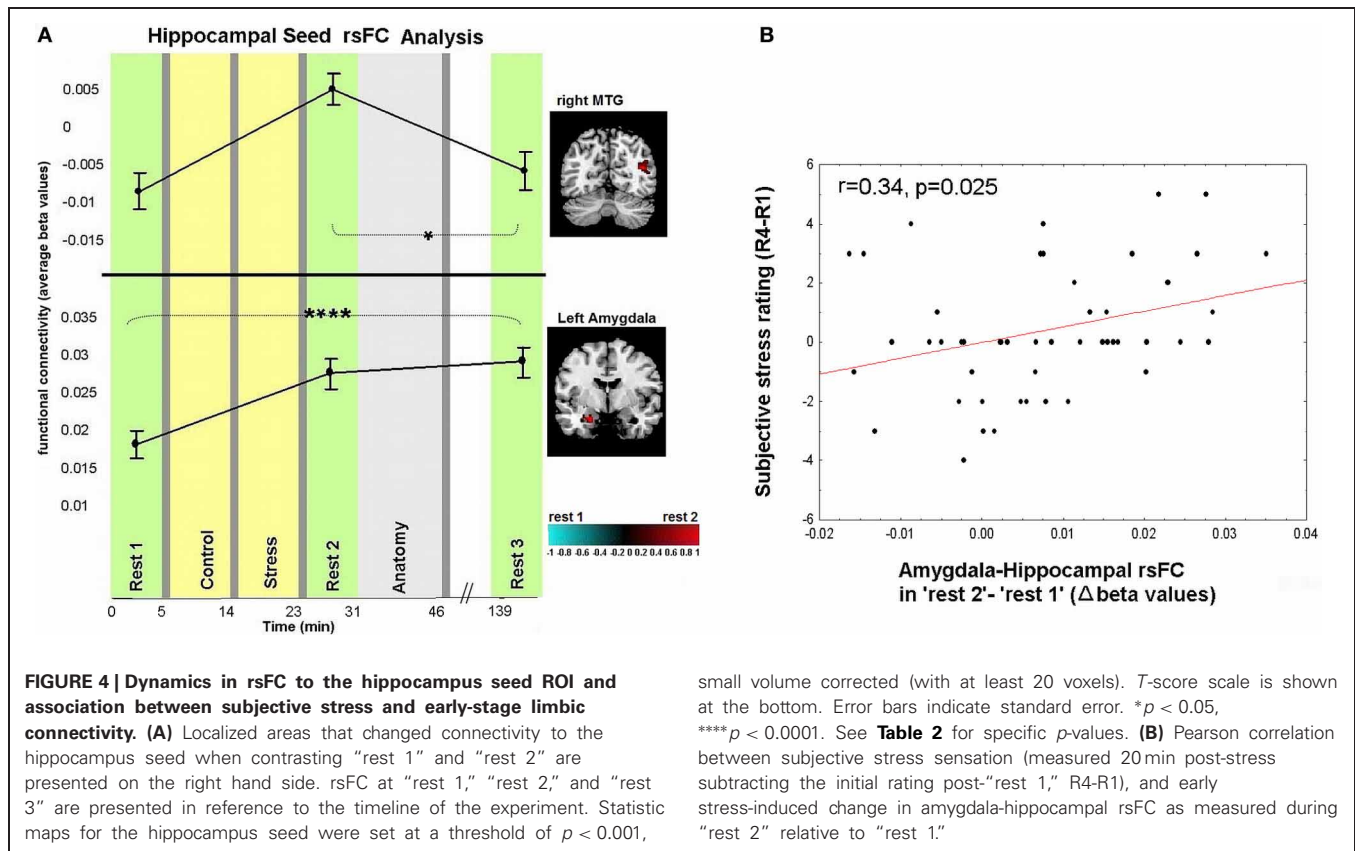 A
Hippocampal Seed rsFC Analysis
functional connectivity (average beta values)
0.005
0
-0.005
-0.01
-0.015
*
right MTG
0.035
0.03
0.025
0.02
0.015
0.01
****
Left Amygdala
rest 1 rest 2
-1 -0.8 -0.6 -0.4 -0.2 0 0.2 0.4 0.6 0.8 1
Rest 1
Control
Stress
Rest 2
Anatomy
Rest 3
0 5 14 23 31 46 // 139
Time (min)
B
r=0.34, p=0.025
Subjective stress rating (R4-R1)
6
4
2
0
-2
-4
-6
-0.02 -0.01 0.00 0.01 0.02 0.03 0.04
Amygdala-Hippocampal rsFC
in 'rest 2'- 'rest 1' (Δ beta values)
FIGURE 4 | Dynamics in rsFC to the hippocampus seed ROI and
association between subjective stress and early-stage limbic
connectivity. (A) Localized areas that changed connectivity to the
hippocampus seed when contrasting “rest 1” and “rest 2” are
presented on the right hand side. rsFC at “rest 1,” “rest 2,” and “rest
3” are presented in reference to the timeline of the experiment. Statistic
maps for the hippocampus seed were set at a threshold of p < 0.001,
small volume corrected (with at least 20 voxels). T-score scale is shown
at the bottom. Error bars indicate standard error. *p < 0.05,
****p < 0.0001. See Table 2 for specific p-values. (B) Pearson correlation
between subjective stress sensation (measured 20 min post-stress
subtracting the initial rating post-“rest 1,” R4-R1), and early
stress-induced change in amygdala-hippocampal rsFC as measured during
“rest 2” relative to “rest 1.”